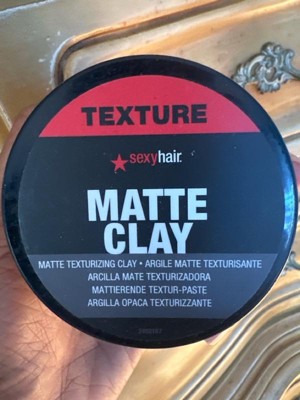 TEXTURE
sexyhair.
MATTE
CLAY
MATTE TEXTURIZING CLAY • ARGILE MATTE TEXTURISANTE
ARCILLA MATE TEXTURIZADORA
MATTIERENDE TEXTUR-PASTE
ARGILLA OPACA TEXTURIZZANTE